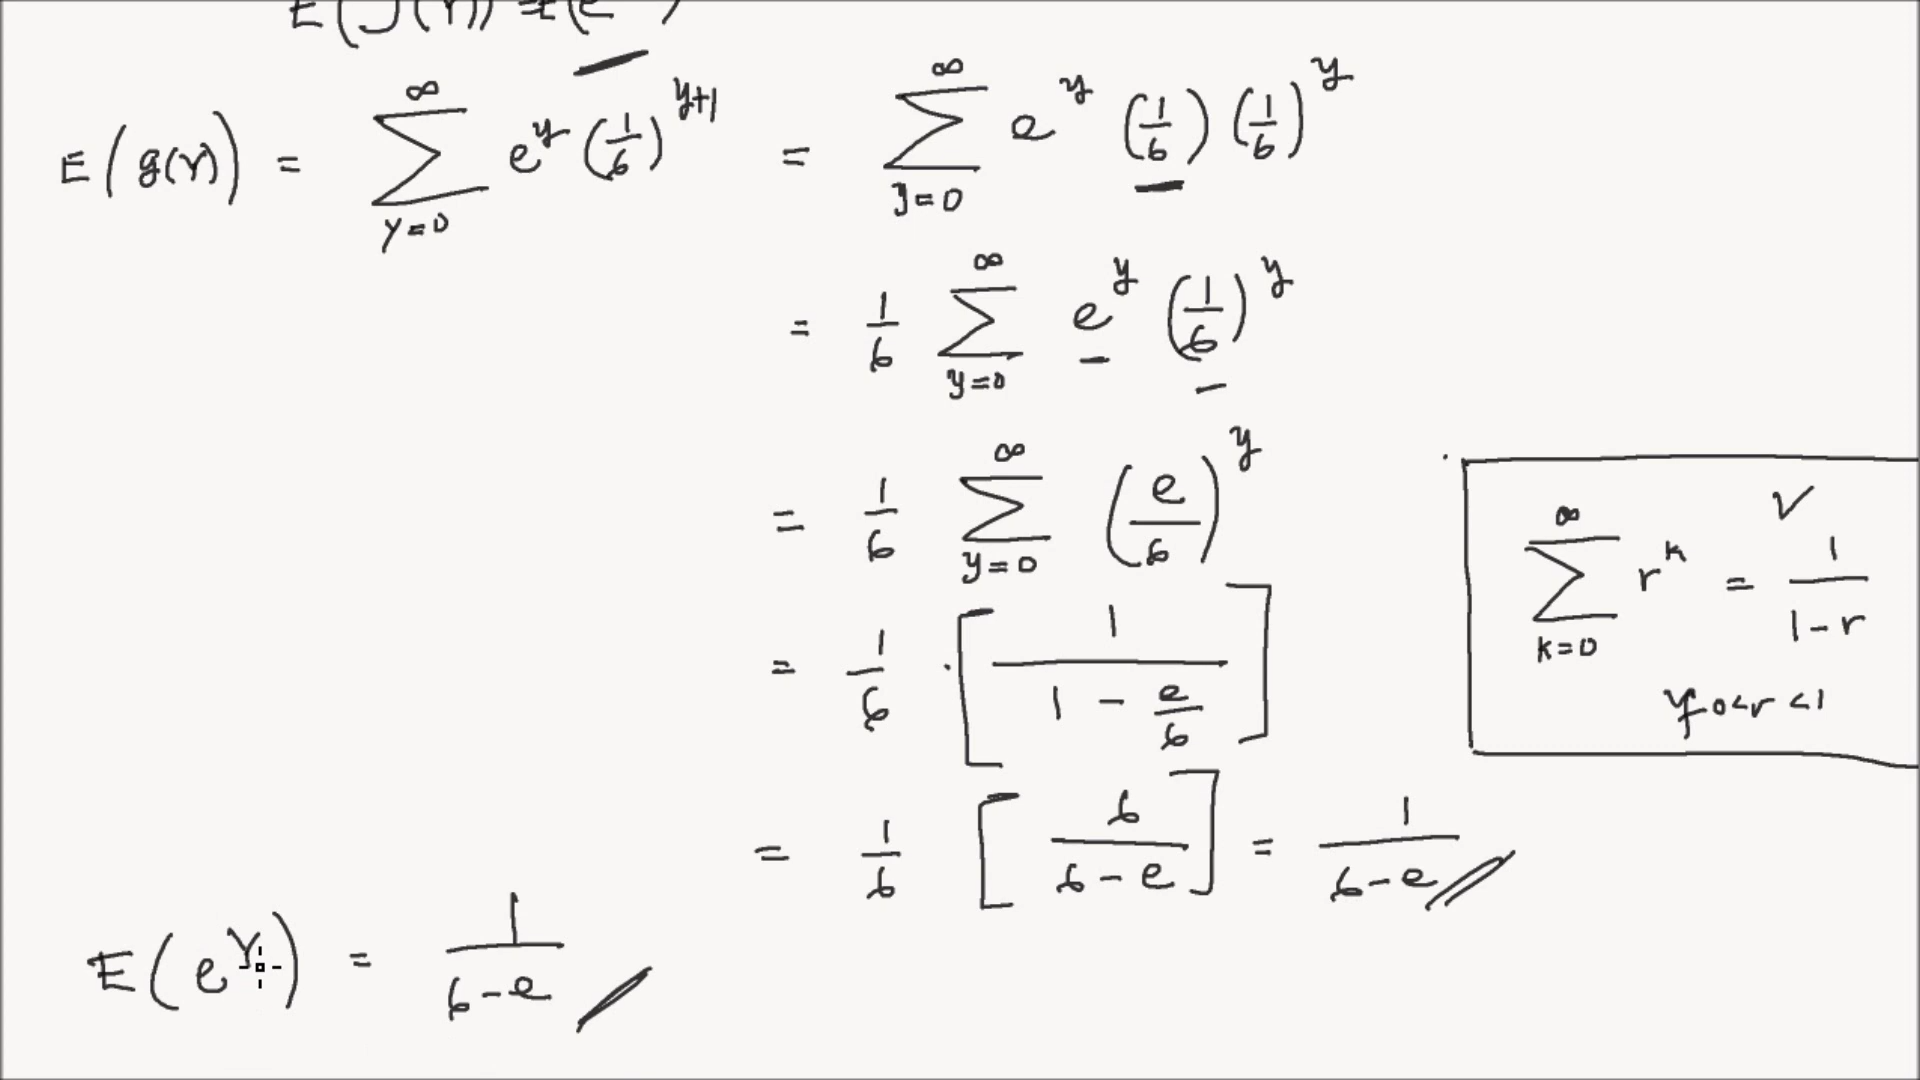 E(g(Y)) = E(e
E(g(Y)) = ∑_{y=0}^{∞} e^y (1/6)^{y+1} = ∑_{y=0}^{∞} e^y (1/6) (1/6)^y
= 1/6 ∑_{y=0}^{∞} e^y (1/6)^y
= 1/6 ∑_{y=0}^{∞} (e/6)^y
= 1/6 · [1/(1 - e/6)]
= 1/6 [6/(6-e)] = 1/(6-e)
E(e^Y) = 1/(6-e)
∑_{k=0}^{∞} r^k = 1/(1-r) ✓
if 0<r<1